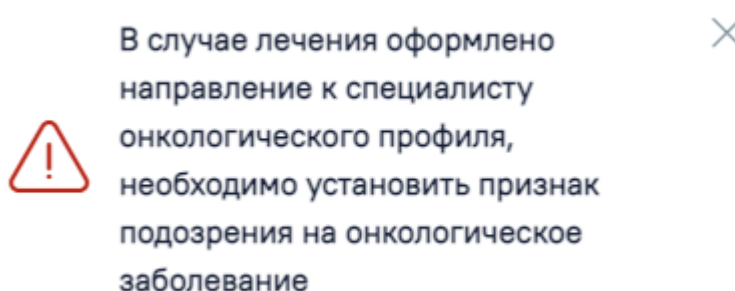 В случае лечения оформлено
направление к специалисту
онкологического профиля,
необходимо установить признак
подозрения на онкологическое
заболевание